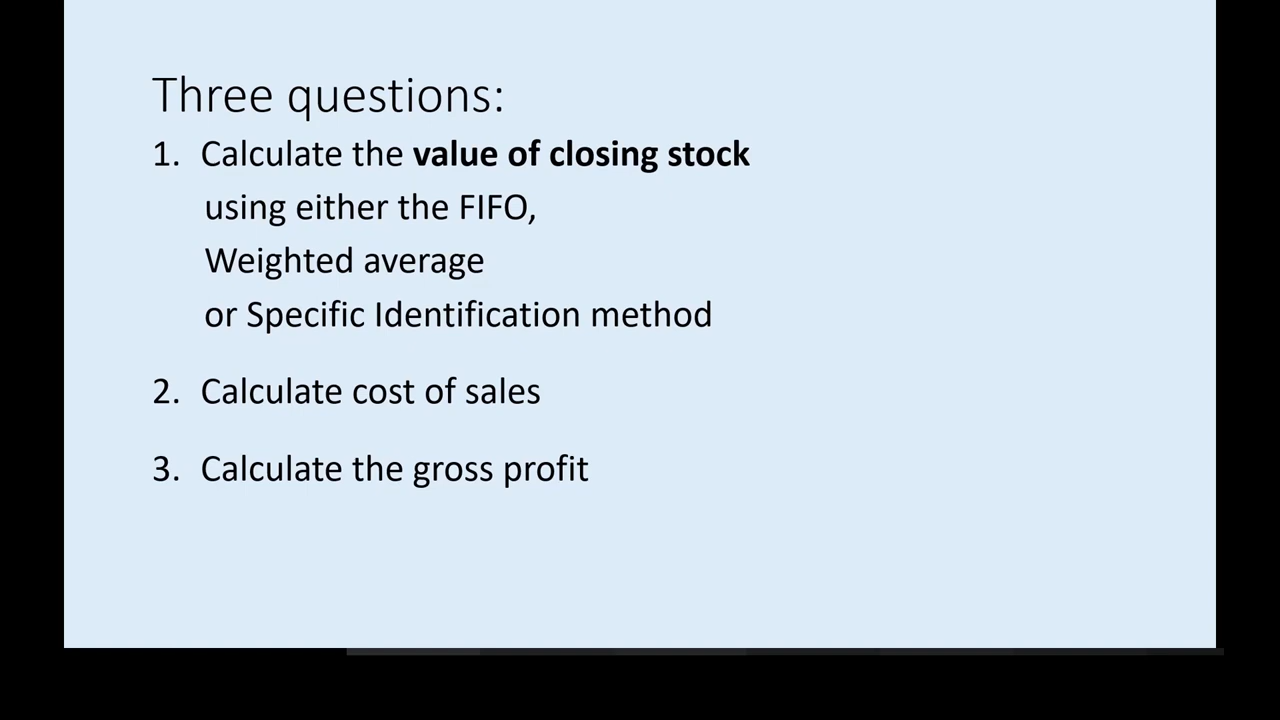 Three questions:
1. Calculate the value of closing stock
using either the FIFO,
Weighted average
or Specific Identification method
2. Calculate cost of sales
3. Calculate the gross profit